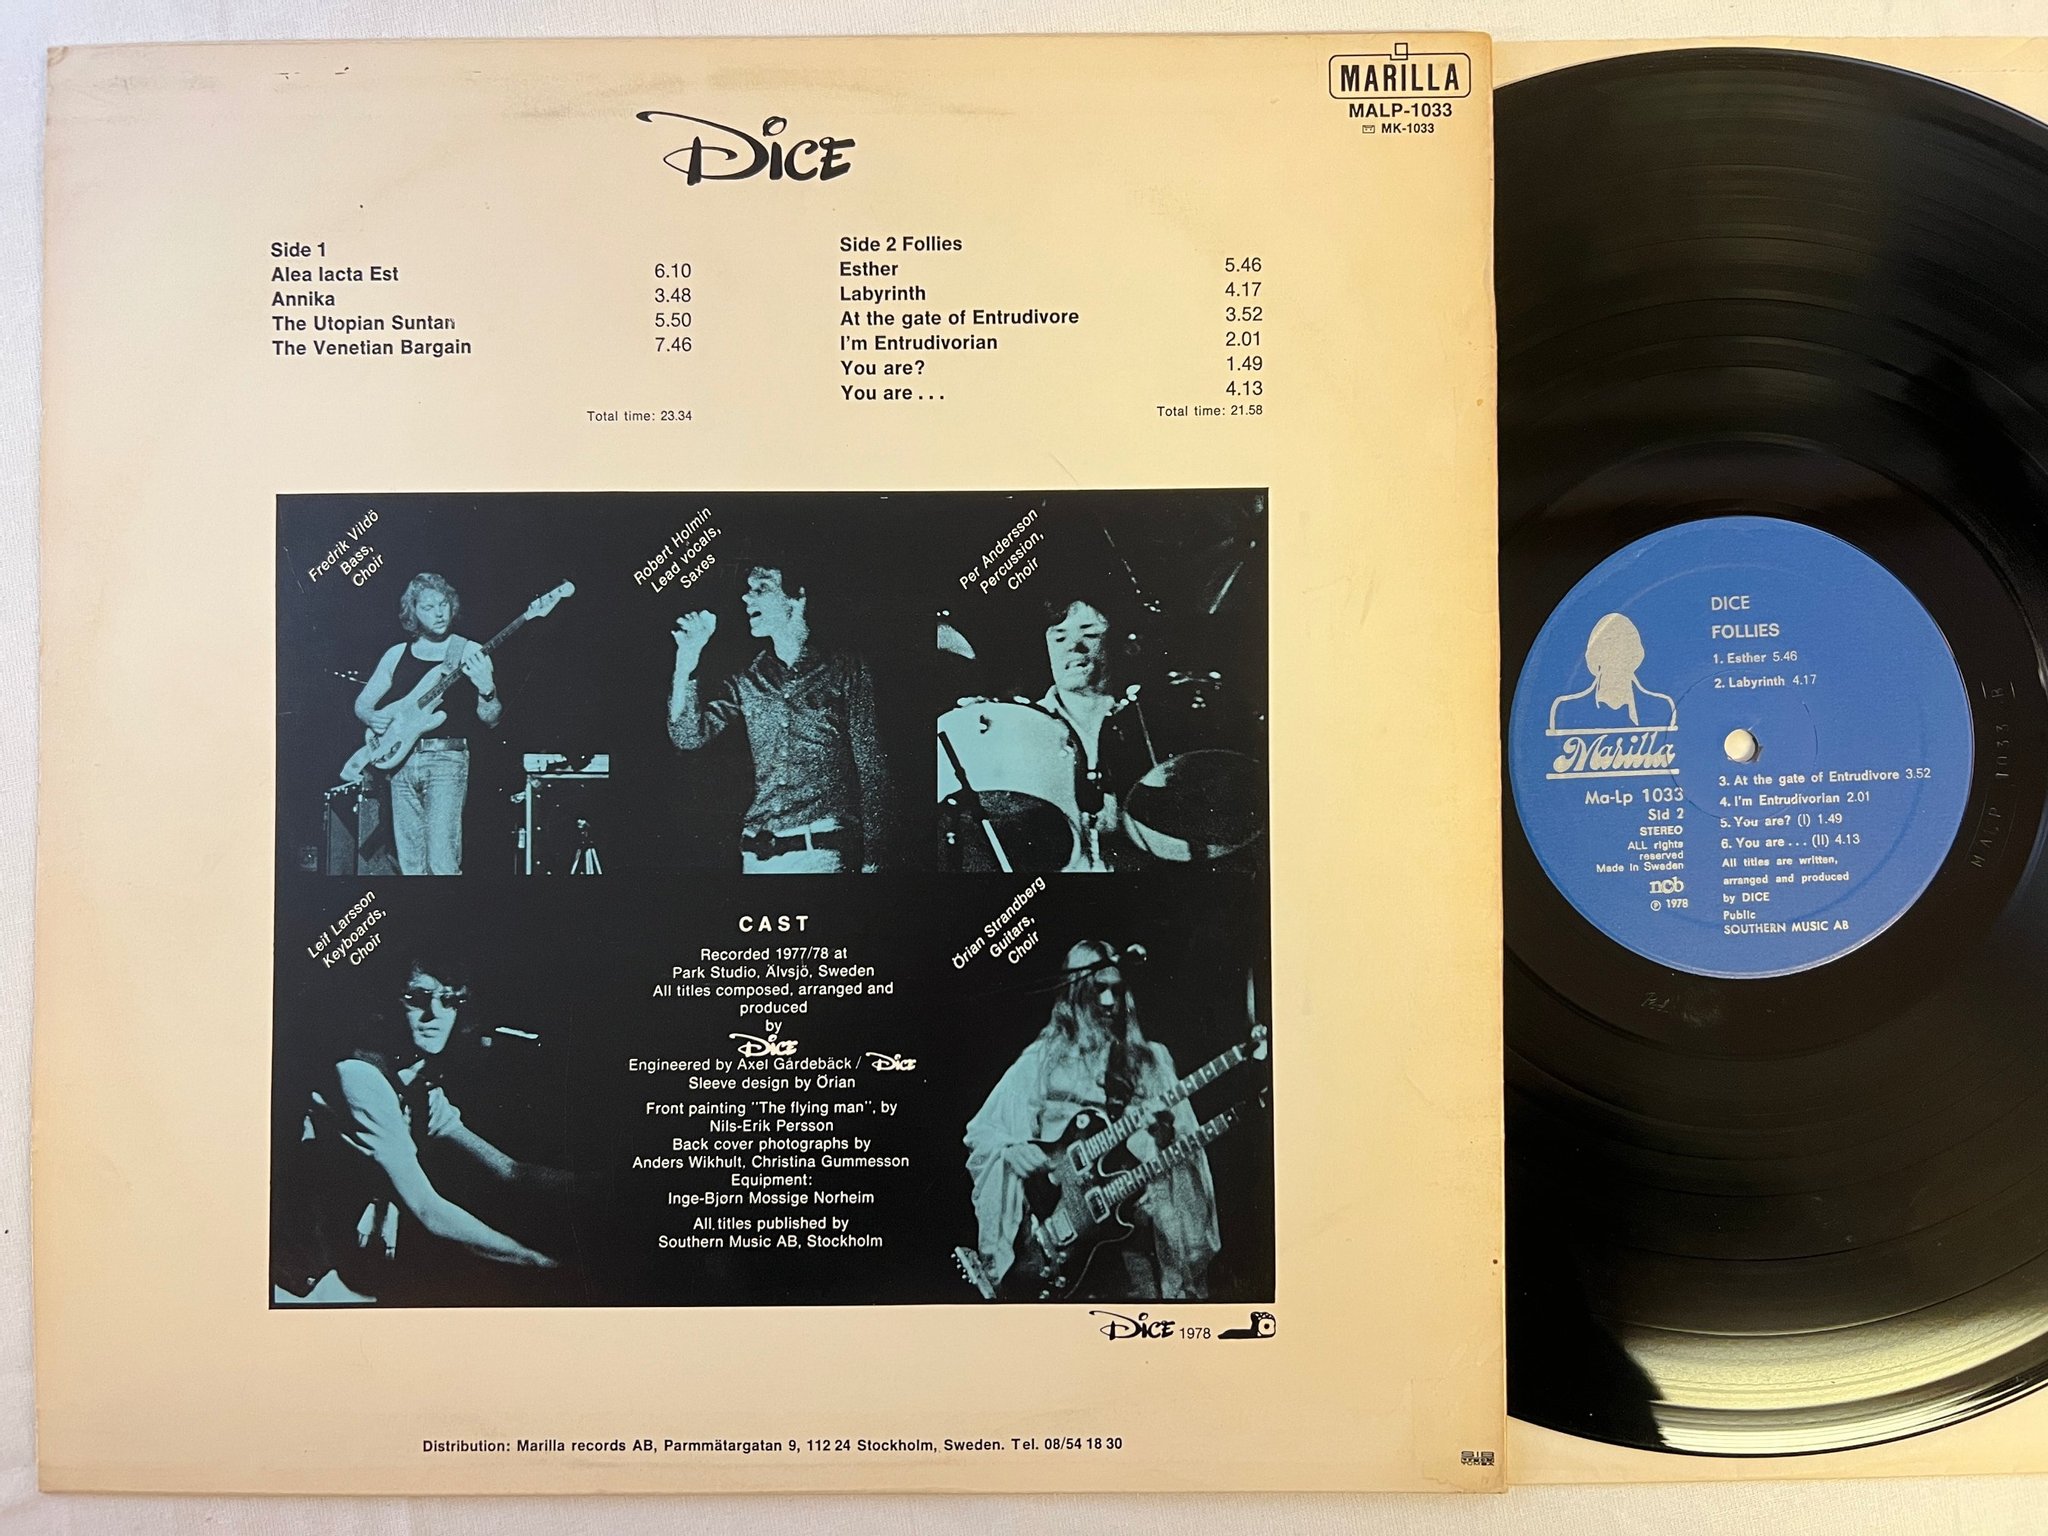 MARILLA
MALP-1033
MK-1033
DICE
Side 1
Alea Iacta Est 6.10
Annika 3.48
The Utopian Suntan 5.50
The Venetian Bargain 7.46
Total time: 23.34
Side 2 Follies
Esther 5.46
Labyrinth 4.17
At the gate of Entrudivore 3.52
I'm Entrudivorian 2.01
You are? 1.49
You are . . . 4.13
Total time: 21.58
Fredrik Vildö
Bass,
Choir
Robert Holmin
Lead vocals,
Saxes
Per Andersson
Percussion,
Choir
Leif Larsson
Keyboards,
Choir
Örian Strandberg
Guitars,
Choir
CAST
Recorded 1977/78 at
Park Studio, Älvsjö, Sweden
All titles composed, arranged and
produced
by
DICE
Engineered by Axel Gårdebäck / DICE
Sleeve design by Örian
Front painting "The flying man", by
Nils-Erik Persson
Back cover photographs by
Anders Wikhult, Christina Gummesson
Equipment:
Inge-Bjørn Mossige Norheim
All titles published by
Southern Music AB, Stockholm
DICE 1978
Distribution: Marilla records AB, Parmmätargatan 9, 112 24 Stockholm, Sweden. Tel. 08/54 18 30
DICE
FOLLIES
1. Esther 5.46
2. Labyrinth 4.17
Marilla
Ma-Lp 1033
Sid 2
STEREO
ALL rights
reserved
Made in Sweden
ncb
℗ 1978
3. At the gate of Entrudivore 3.52
4. I'm Entrudivorian 2.01
5. You are? (I) 1.49
6. You are . . . (II) 4.13
All titles are written,
arranged and produced
by DICE
Public
SOUTHERN MUSIC AB
MALP 1033 B